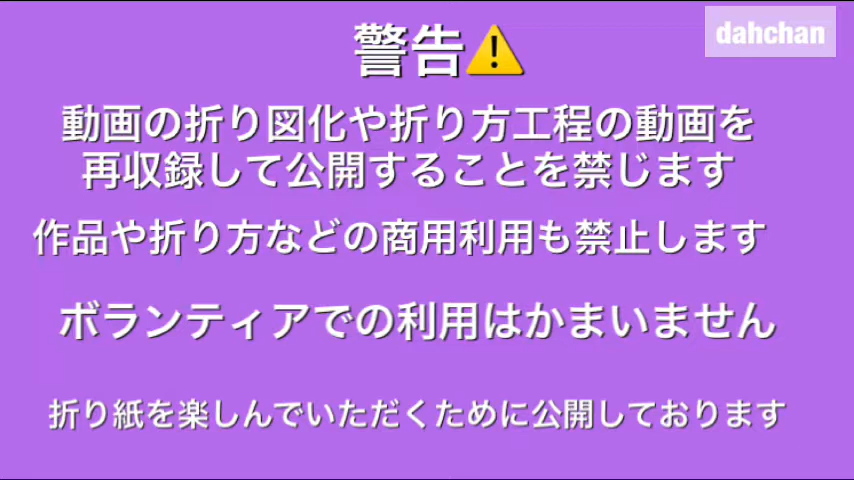 dahchan
警告⚠️
動画の折り図化や折り方工程の動画を
再収録して公開することを禁じます
作品や折り方などの商用利用も禁止します
ボランティアでの利用はかまいません
折り紙を楽しんでいただくために公開しております